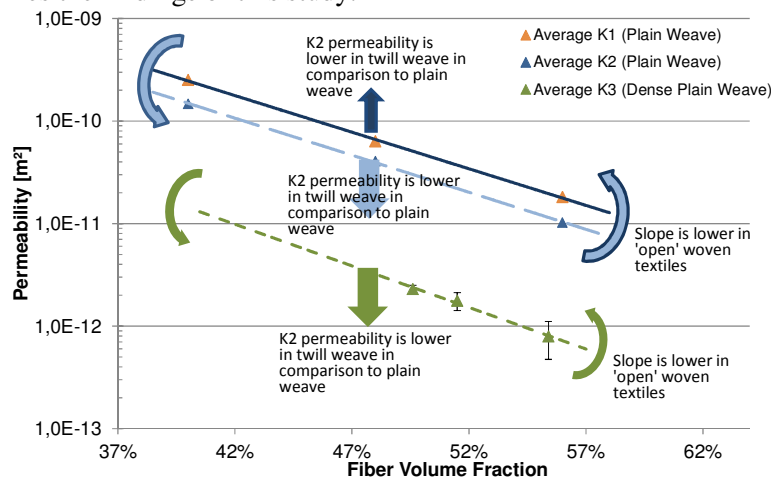 1,0E-09
1,0E-10
1,0E-11
1,0E-12
1,0E-13
Permeability [m²]
37%
42%
47%
52%
57%
62%
Fiber Volume Fraction
K2 permeability is
lower in twill weave in
comparison to plain
weave
Average K1 (Plain Weave)
Average K2 (Plain Weave)
Average K3 (Dense Plain Weave)
K2 permeability is lower
in twill weave in
comparison to plain
weave
Slope is lower in
'open' woven
textiles
K2 permeability is lower
in twill weave in
comparison to plain
weave
Slope is lower in
'open' woven
textiles